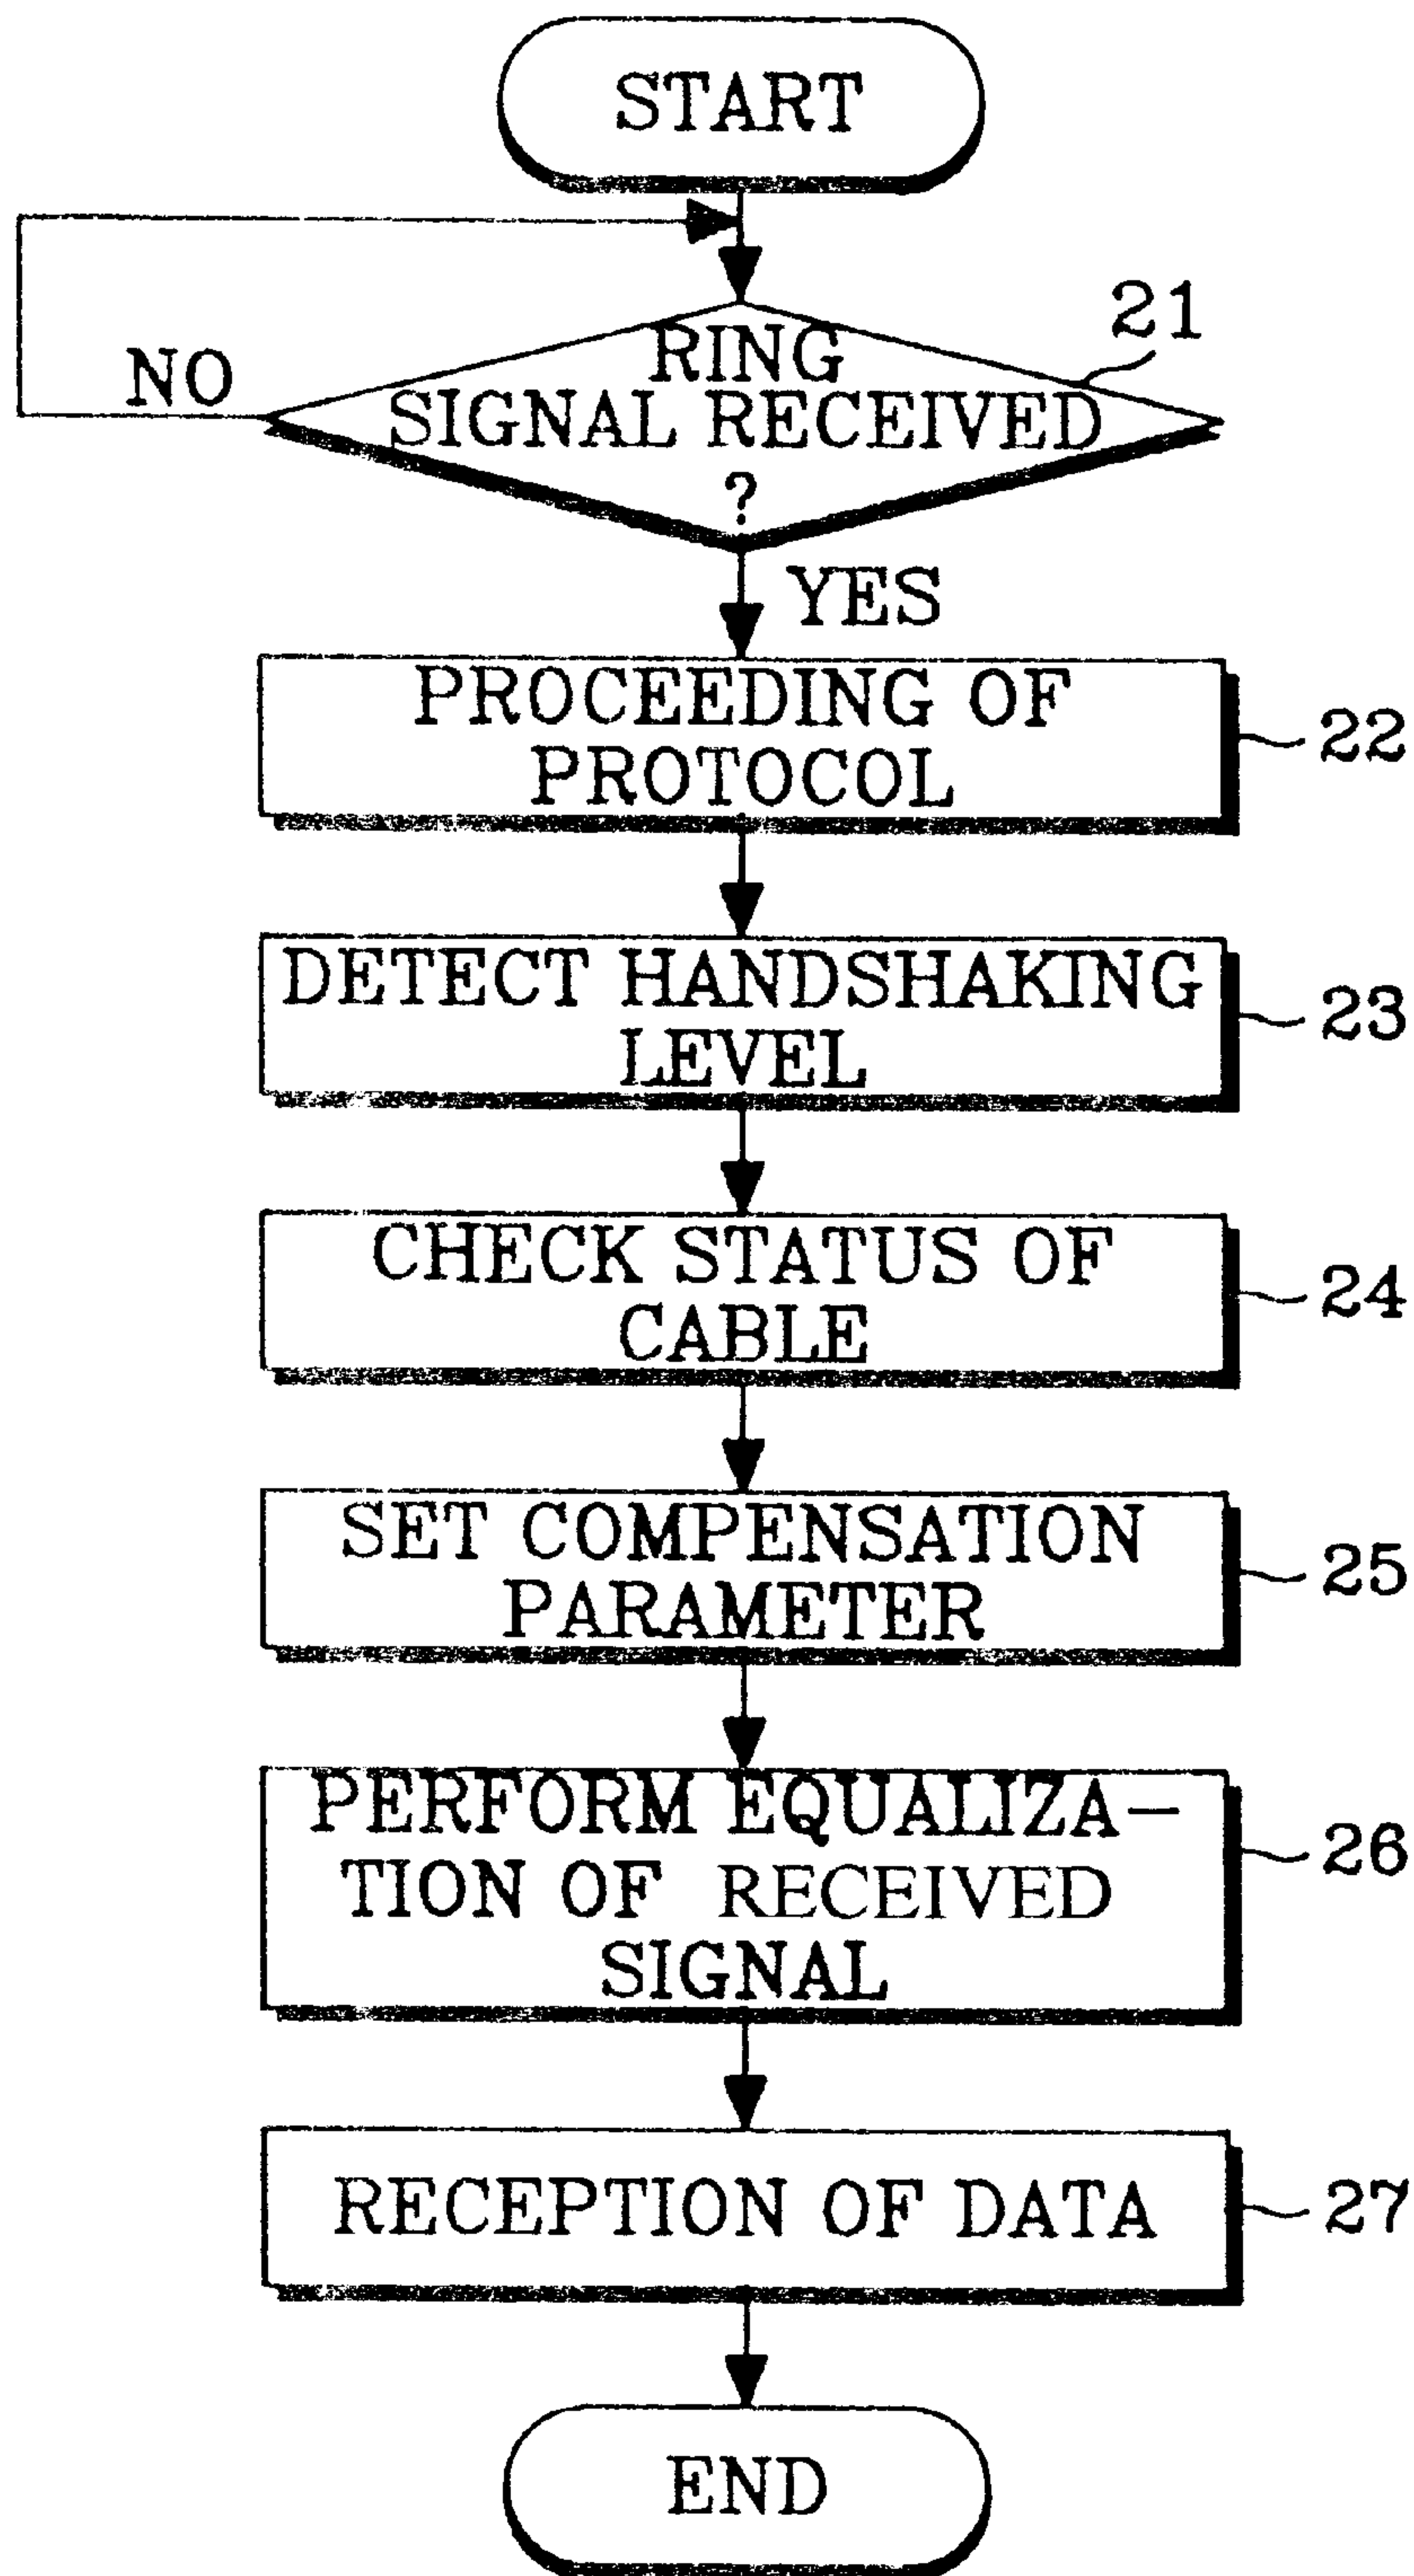 START
NO
21
RING
SIGNAL RECEIVED
?
YES
PROCEEDING OF
PROTOCOL
22
DETECT HANDSHAKING
LEVEL
23
CHECK STATUS OF
CABLE
24
SET COMPENSATION
PARAMETER
25
PERFORM EQUALIZA-
TION OF RECEIVED
SIGNAL
26
RECEPTION OF DATA
27
END